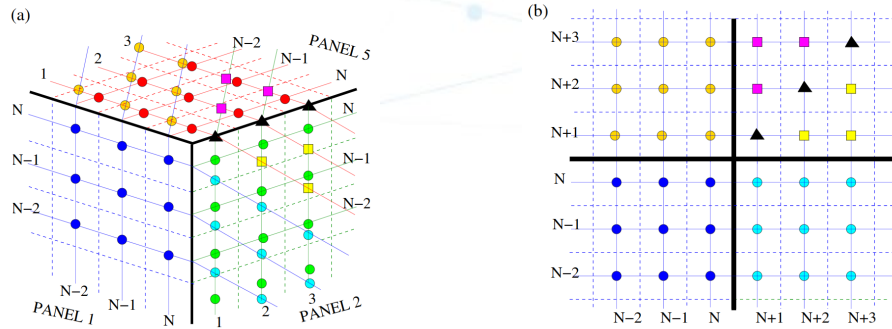 (a)
3
2
1
N-2
N-1
N
PANEL 5
N
N-1
N-2
N-2
N-1
N
PANEL 1
N-1
N-2
1
2
3
PANEL 2
(b)
N+3
N+2
N+1
N
N-1
N-2
N-2 N-1 N N+1 N+2 N+3